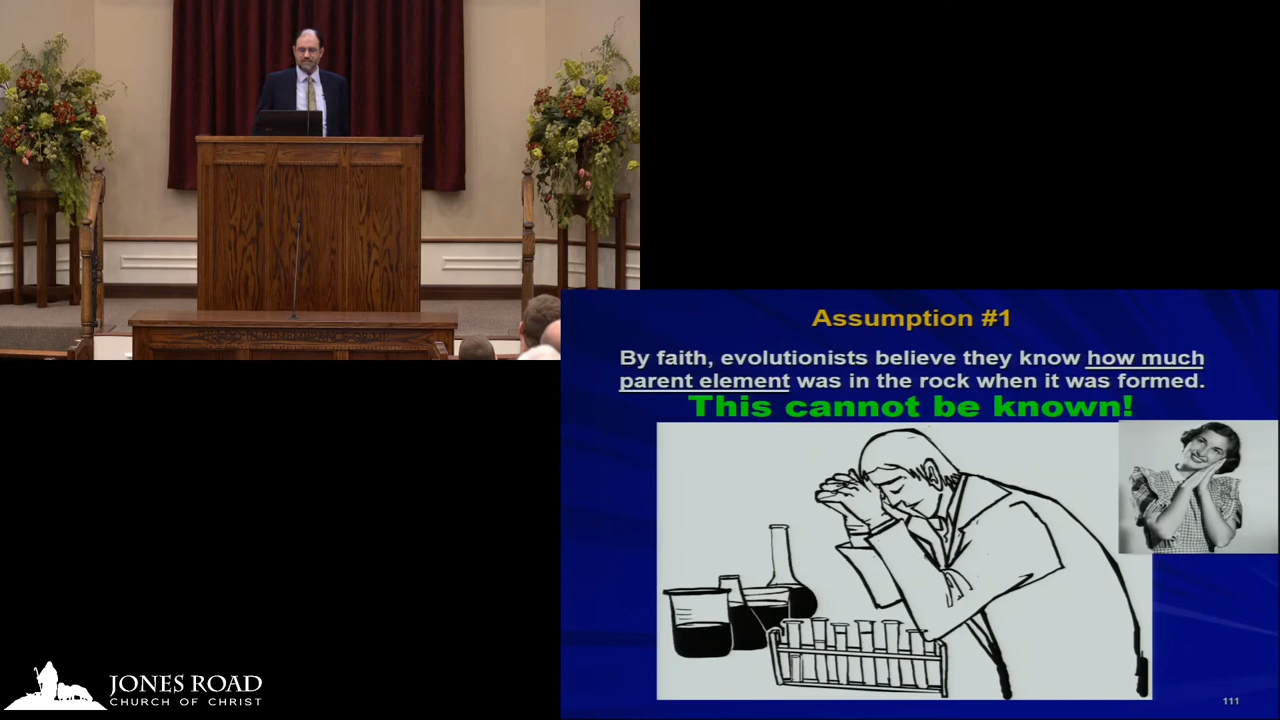 Assumption #1
By faith, evolutionists believe they know how much
parent element was in the rock when it was formed.
This cannot be known!
111
JONES ROAD
CHURCH OF CHRIST